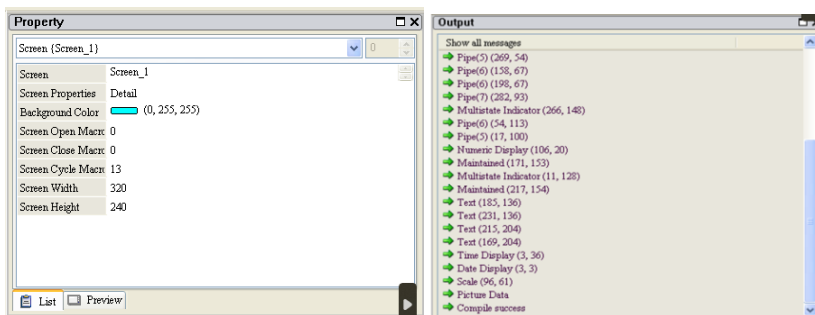 Property
Screen {Screen_1}
0
Screen Screen_1
Screen Properties Detail
Background Color (0, 255, 255)
Screen Open Macro 0
Screen Close Macro 0
Screen Cycle Macro 13
Screen Width 320
Screen Height 240
List Preview
Output
Show all messages
Pipe(5) (269, 54)
Pipe(6) (158, 67)
Pipe(6) (198, 67)
Pipe(7) (282, 93)
Multistate Indicator (266, 148)
Pipe(6) (54, 113)
Pipe(5) (17, 100)
Numeric Display (106, 20)
Maintained (171, 153)
Multistate Indicator (11, 128)
Maintained (217, 154)
Text (185, 136)
Text (231, 136)
Text (215, 204)
Text (169, 204)
Time Display (3, 36)
Date Display (3, 3)
Scale (96, 61)
Picture Data
Compile success